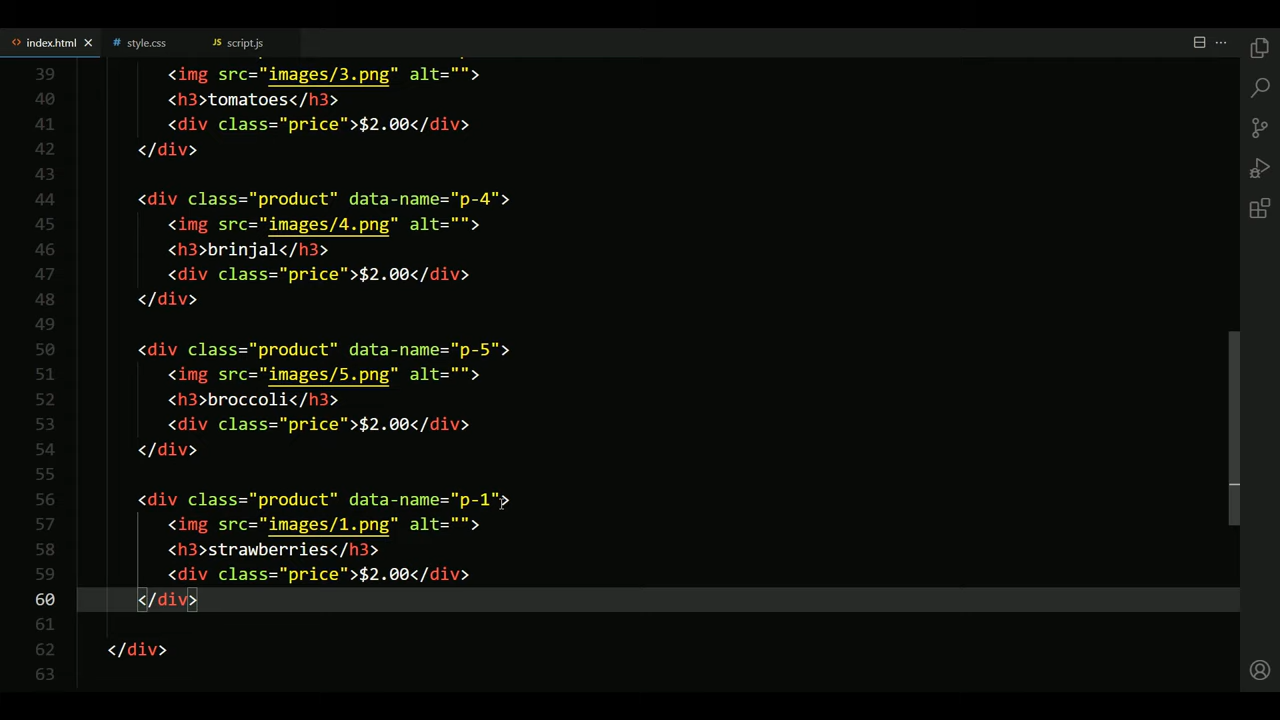 <> index.html × # style.css JS script.js
39 <img src="images/3.png" alt="">
40 <h3>tomatoes</h3>
41 <div class="price">$2.00</div>
42 </div>
43
44 <div class="product" data-name="p-4">
45 <img src="images/4.png" alt="">
46 <h3>brinjal</h3>
47 <div class="price">$2.00</div>
48 </div>
49
50 <div class="product" data-name="p-5">
51 <img src="images/5.png" alt="">
52 <h3>broccoli</h3>
53 <div class="price">$2.00</div>
54 </div>
55
56 <div class="product" data-name="p-1">
57 <img src="images/1.png" alt="">
58 <h3>strawberries</h3>
59 <div class="price">$2.00</div>
60 </div>
61
62 </div>
63